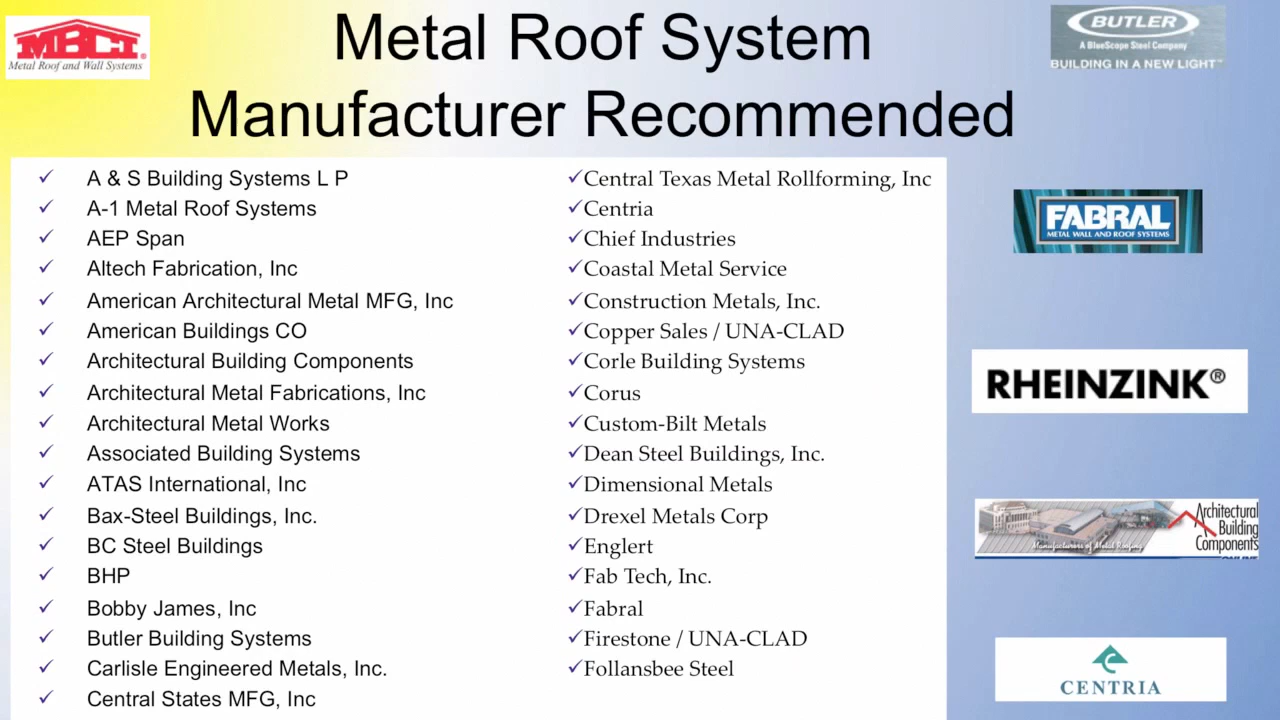 MBCI®
Metal Roof and Wall Systems
Metal Roof System
Manufacturer Recommended
BUTLER
A BlueScope Steel Company
BUILDING IN A NEW LIGHT™
✓ A & S Building Systems L P
✓ A-1 Metal Roof Systems
✓ AEP Span
✓ Altech Fabrication, Inc
✓ American Architectural Metal MFG, Inc
✓ American Buildings CO
✓ Architectural Building Components
✓ Architectural Metal Fabrications, Inc
✓ Architectural Metal Works
✓ Associated Building Systems
✓ ATAS International, Inc
✓ Bax-Steel Buildings, Inc.
✓ BC Steel Buildings
✓ BHP
✓ Bobby James, Inc
✓ Butler Building Systems
✓ Carlisle Engineered Metals, Inc.
✓ Central States MFG, Inc
✓Central Texas Metal Rollforming, Inc
✓Centria
✓Chief Industries
✓Coastal Metal Service
✓Construction Metals, Inc.
✓Copper Sales / UNA-CLAD
✓Corle Building Systems
✓Corus
✓Custom-Bilt Metals
✓Dean Steel Buildings, Inc.
✓Dimensional Metals
✓Drexel Metals Corp
✓Englert
✓Fab Tech, Inc.
✓Fabral
✓Firestone / UNA-CLAD
✓Follansbee Steel
FABRAL
METAL WALL AND ROOF SYSTEMS
RHEINZINK®
Manufacturers of Metal Roofing
Architectural
Building
Components
CENTRIA